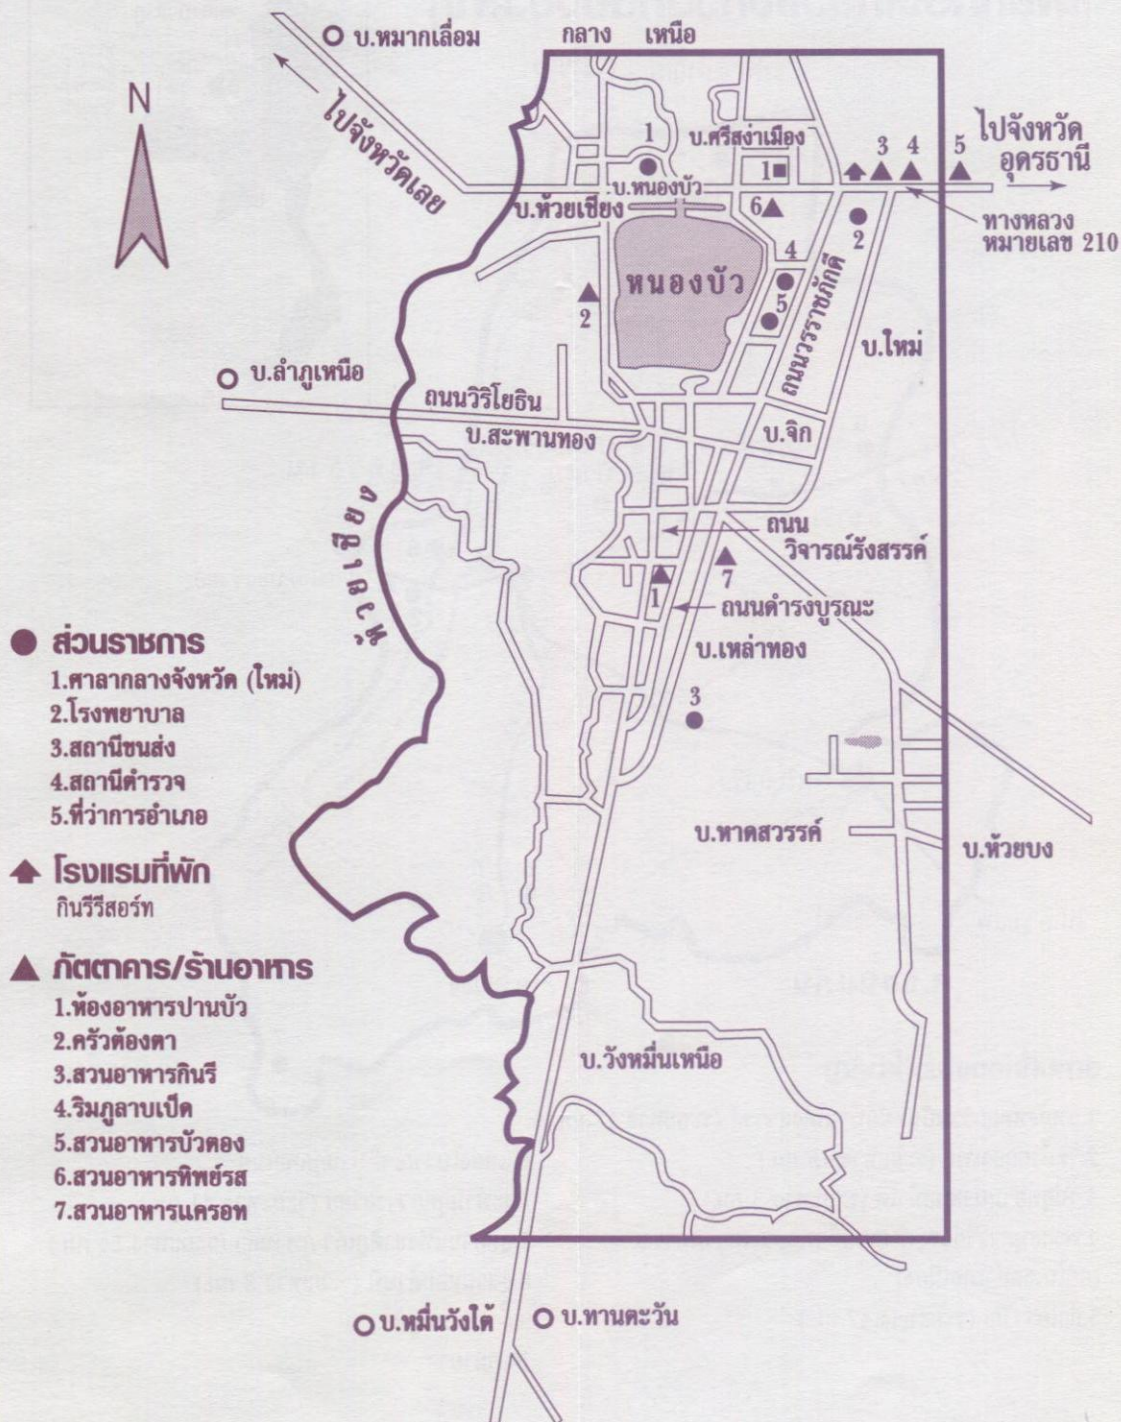 บ.หมากเลื่อม
กลาง เหนือ
N
ไปจังหวัดเลย
1
บ.ศรีสง่าเมือง
1
3
4
5
ไปจังหวัด
อุดรธานี
บ.หนองบัว
บ.ห้วยเชียง
6
2
ทางหลวง
หมายเลข 210
หนองบัว
4
5
2
ถนนวรราชภักดี
บ.ใหม่
บ.ลำภูเหนือ
ถนนวิริโยธิน
บ.สะพานทอง
บ.จิก
ห้วยลำเชียง
ถนน
วิจารณ์รังสรรค์
7
1
ถนนดำรงบูรณะ
บ.เหล่าทอง
3
ส่วนราชการ
1.ศาลากลางจังหวัด (ใหม่)
2.โรงพยาบาล
3.สถานีขนส่ง
4.สถานีตำรวจ
5.ที่ว่าการอำเภอ
บ.หาดสวรรค์
บ.ห้วยบง
โรงแรมที่พัก
กินรีรีสอร์ท
ภัตตาคาร/ร้านอาหาร
1.ห้องอาหารปานบัว
2.ครัวต้องตา
3.สวนอาหารกินรี
4.ริมภูลาบเป็ด
5.สวนอาหารบัวตอง
6.สวนอาหารทิพย์รส
7.สวนอาหารแครอท
บ.วังหมื่นเหนือ
บ.หมื่นวังใต้
บ.ทานตะวัน